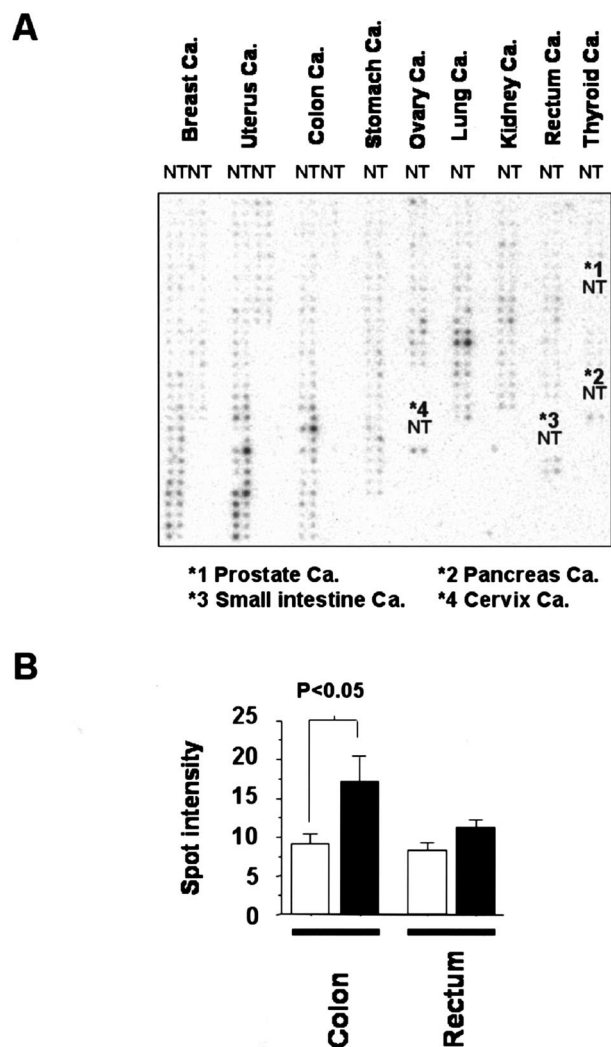 A
Breast Ca.
Uterus Ca.
Colon Ca.
Stomach Ca.
Ovary Ca.
Lung Ca.
Kidney Ca.
Rectum Ca.
Thyroid Ca.
NTNT NTNT NTNT NT NT NT NT NT NT
*1
NT
*2
NT
*4
NT
*3
NT
*1 Prostate Ca. *2 Pancreas Ca.
*3 Small intestine Ca. *4 Cervix Ca.
B
P<0.05
Spot intensity
25
20
15
10
5
0
Colon
Rectum